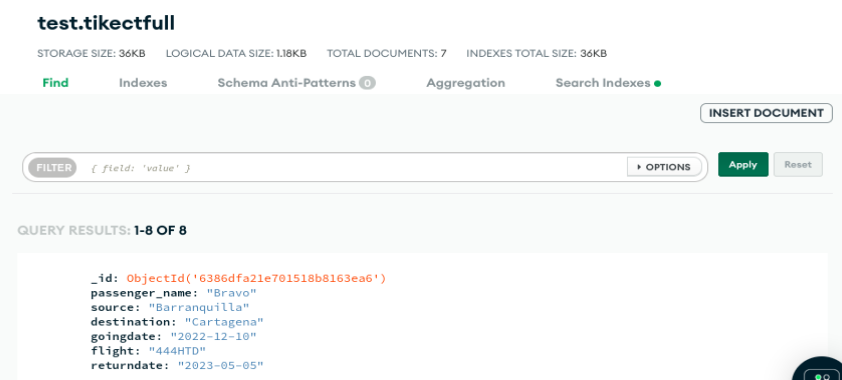 test.tikectfull
STORAGE SIZE: 36KB LOGICAL DATA SIZE: 1.18KB TOTAL DOCUMENTS: 7 INDEXES TOTAL SIZE: 36KB
Find Indexes Schema Anti-Patterns 0 Aggregation Search Indexes
INSERT DOCUMENT
FILTER { field: 'value' } OPTIONS Apply Reset
QUERY RESULTS: 1-8 OF 8
_id: ObjectId('6386dfa21e701518b8163ea6')
passenger_name: "Bravo"
source: "Barranquilla"
destination: "Cartagena"
goingdate: "2022-12-10"
flight: "444HTD"
returndate: "2023-05-05"